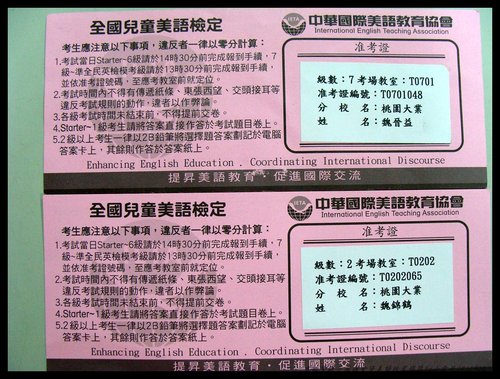 全國兒童美語檢定
考生應注意以下事項，違反者一律以零分計算：
1.考試當日Starter~6級請於14時30分前完成報到手續，7
級~準全民英檢模考級請於13時30分前完成報到手續，
並依准考證號碼，至應考教室前就定位。
2.考試時間內不得有傳遞紙條、東張西望、交頭接耳等
違反考試規則的動作，違者以作弊論。
3.各級考試時間未結束前，不得提前交卷。
4.Starter~1級考生請將答案直接作答於考試題目卷上。
5.2級以上考生一律以2B鉛筆將選擇題答案劃記於電腦
答案卡上，其餘則作答於答案紙上。
IETA
中華國際美語教育協會
International English Teaching Association
准考證
級數：7考場教室：T0701
准考證編號：T0701048
分校名：桃園大業
姓名：魏晉益
Enhancing English Education . Coordinating International Discourse
提昇美語教育·促進國際交流
全國兒童美語檢定
考生應注意以下事項，違反者一律以零分計算：
1.考試當日Starter~6級請於14時30分前完成報到手續，7
級~準全民英檢模考級請於13時30分前完成報到手續，
並依准考證號碼，至應考教室前就定位。
2.考試時間內不得有傳遞紙條、東張西望、交頭接耳等
違反考試規則的動作，違者以作弊論。
3.各級考試時間未結束前，不得提前交卷。
4.Starter~1級考生請將答案直接作答於考試題目卷上。
5.2級以上考生一律以2B鉛筆將選擇題答案劃記於電腦
答案卡上，其餘則作答於答案紙上。
IETA
中華國際美語教育協會
International English Teaching Association
准考證
級數：2考場教室：T0202
准考證編號：T0202065
分校名：桃園大業
姓名：魏錦鶴
Enhancing English Education . Coordinating International Discourse
提昇美語教育·促進國際交流